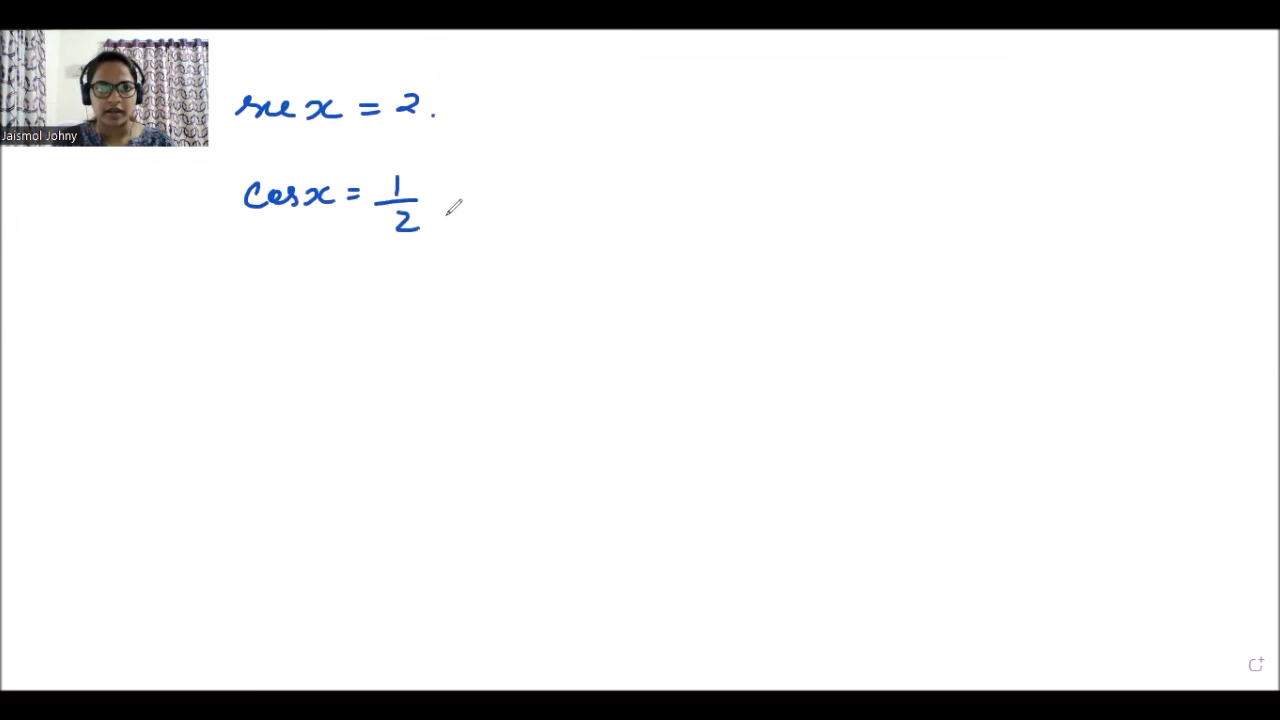 Jaismol Johny
sec x = 2.
cos x = 1/2